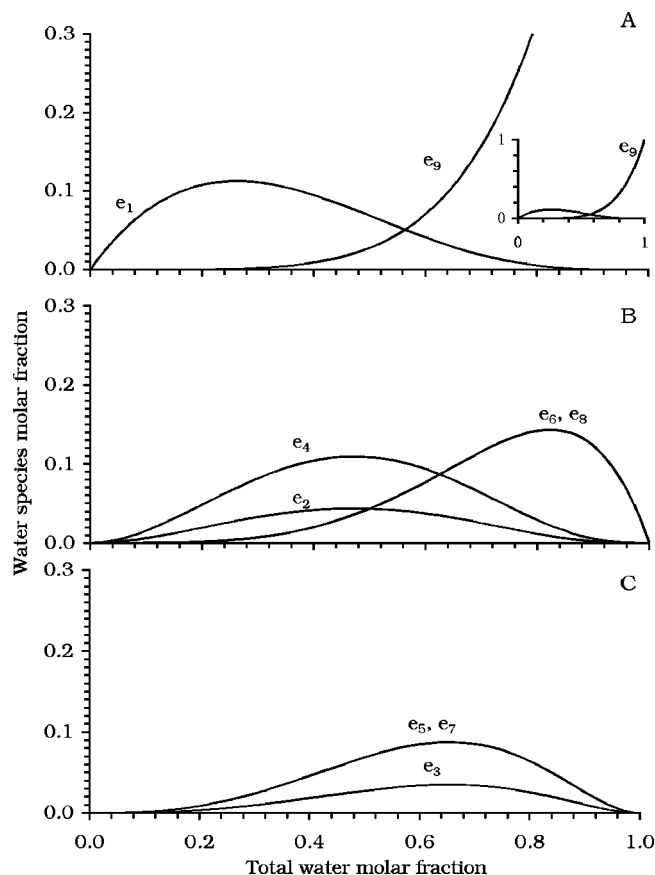 A
0.3
0.2
0.1
0.0
e1
e9
1
e9
0
0
1
B
0.3
0.2
0.1
0.0
e4
e2
e6, e8
Water species molar fraction
C
0.3
0.2
0.1
0.0
e5, e7
e3
0.0
0.2
0.4
0.6
0.8
1.0
Total water molar fraction